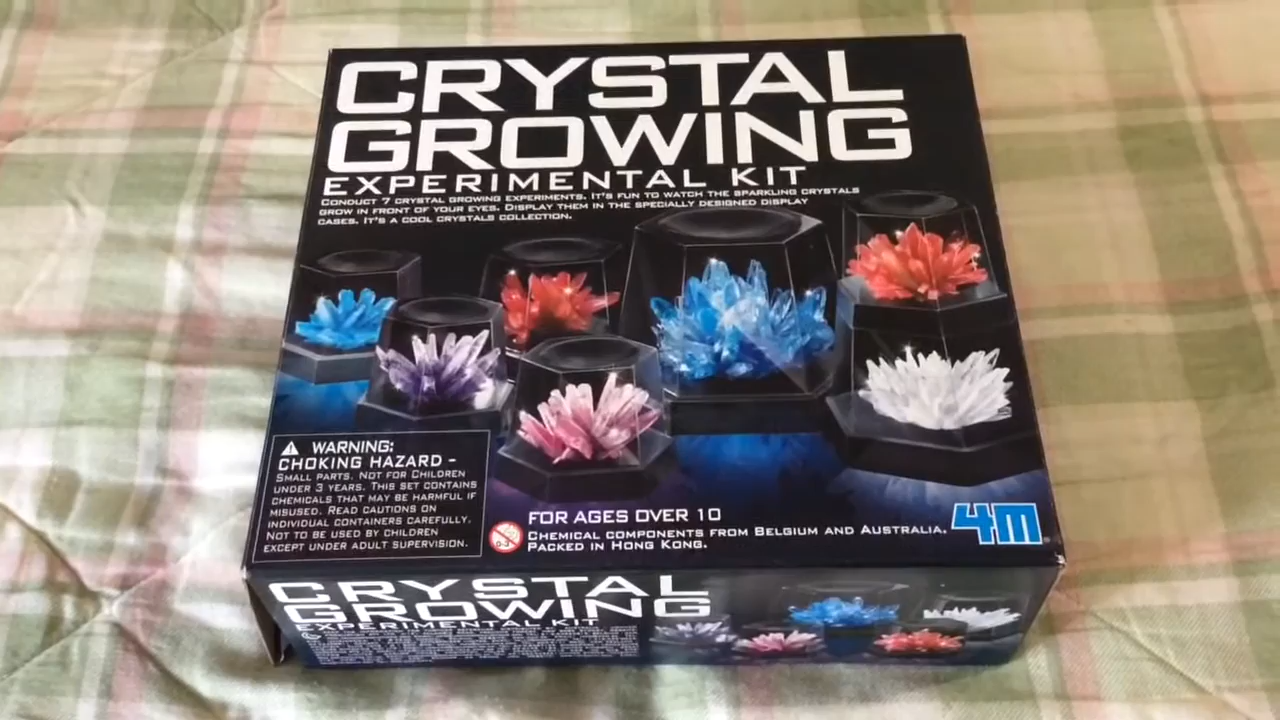 CRYSTAL
GROWING
EXPERIMENTAL KIT
CONDUCT 7 CRYSTAL GROWING EXPERIMENTS. IT'S FUN TO WATCH THE SPARKLING CRYSTALS
GROW IN FRONT OF YOUR EYES. DISPLAY THEM IN THE SPECIALLY DESIGNED DISPLAY
CASES. IT'S A COOL CRYSTALS COLLECTION.
WARNING:
CHOKING HAZARD -
SMALL PARTS. NOT FOR CHILDREN
UNDER 3 YEARS. THIS SET CONTAINS
CHEMICALS THAT MAY BE HARMFUL IF
MISUSED. READ CAUTIONS ON
INDIVIDUAL CONTAINERS CAREFULLY.
NOT TO BE USED BY CHILDREN
EXCEPT UNDER ADULT SUPERVISION.
FOR AGES OVER 10
0-3
CHEMICAL COMPONENTS FROM BELGIUM AND AUSTRALIA.
PACKED IN HONG KONG.
4M
CRYSTAL
GROWING
EXPERIMENTAL KIT